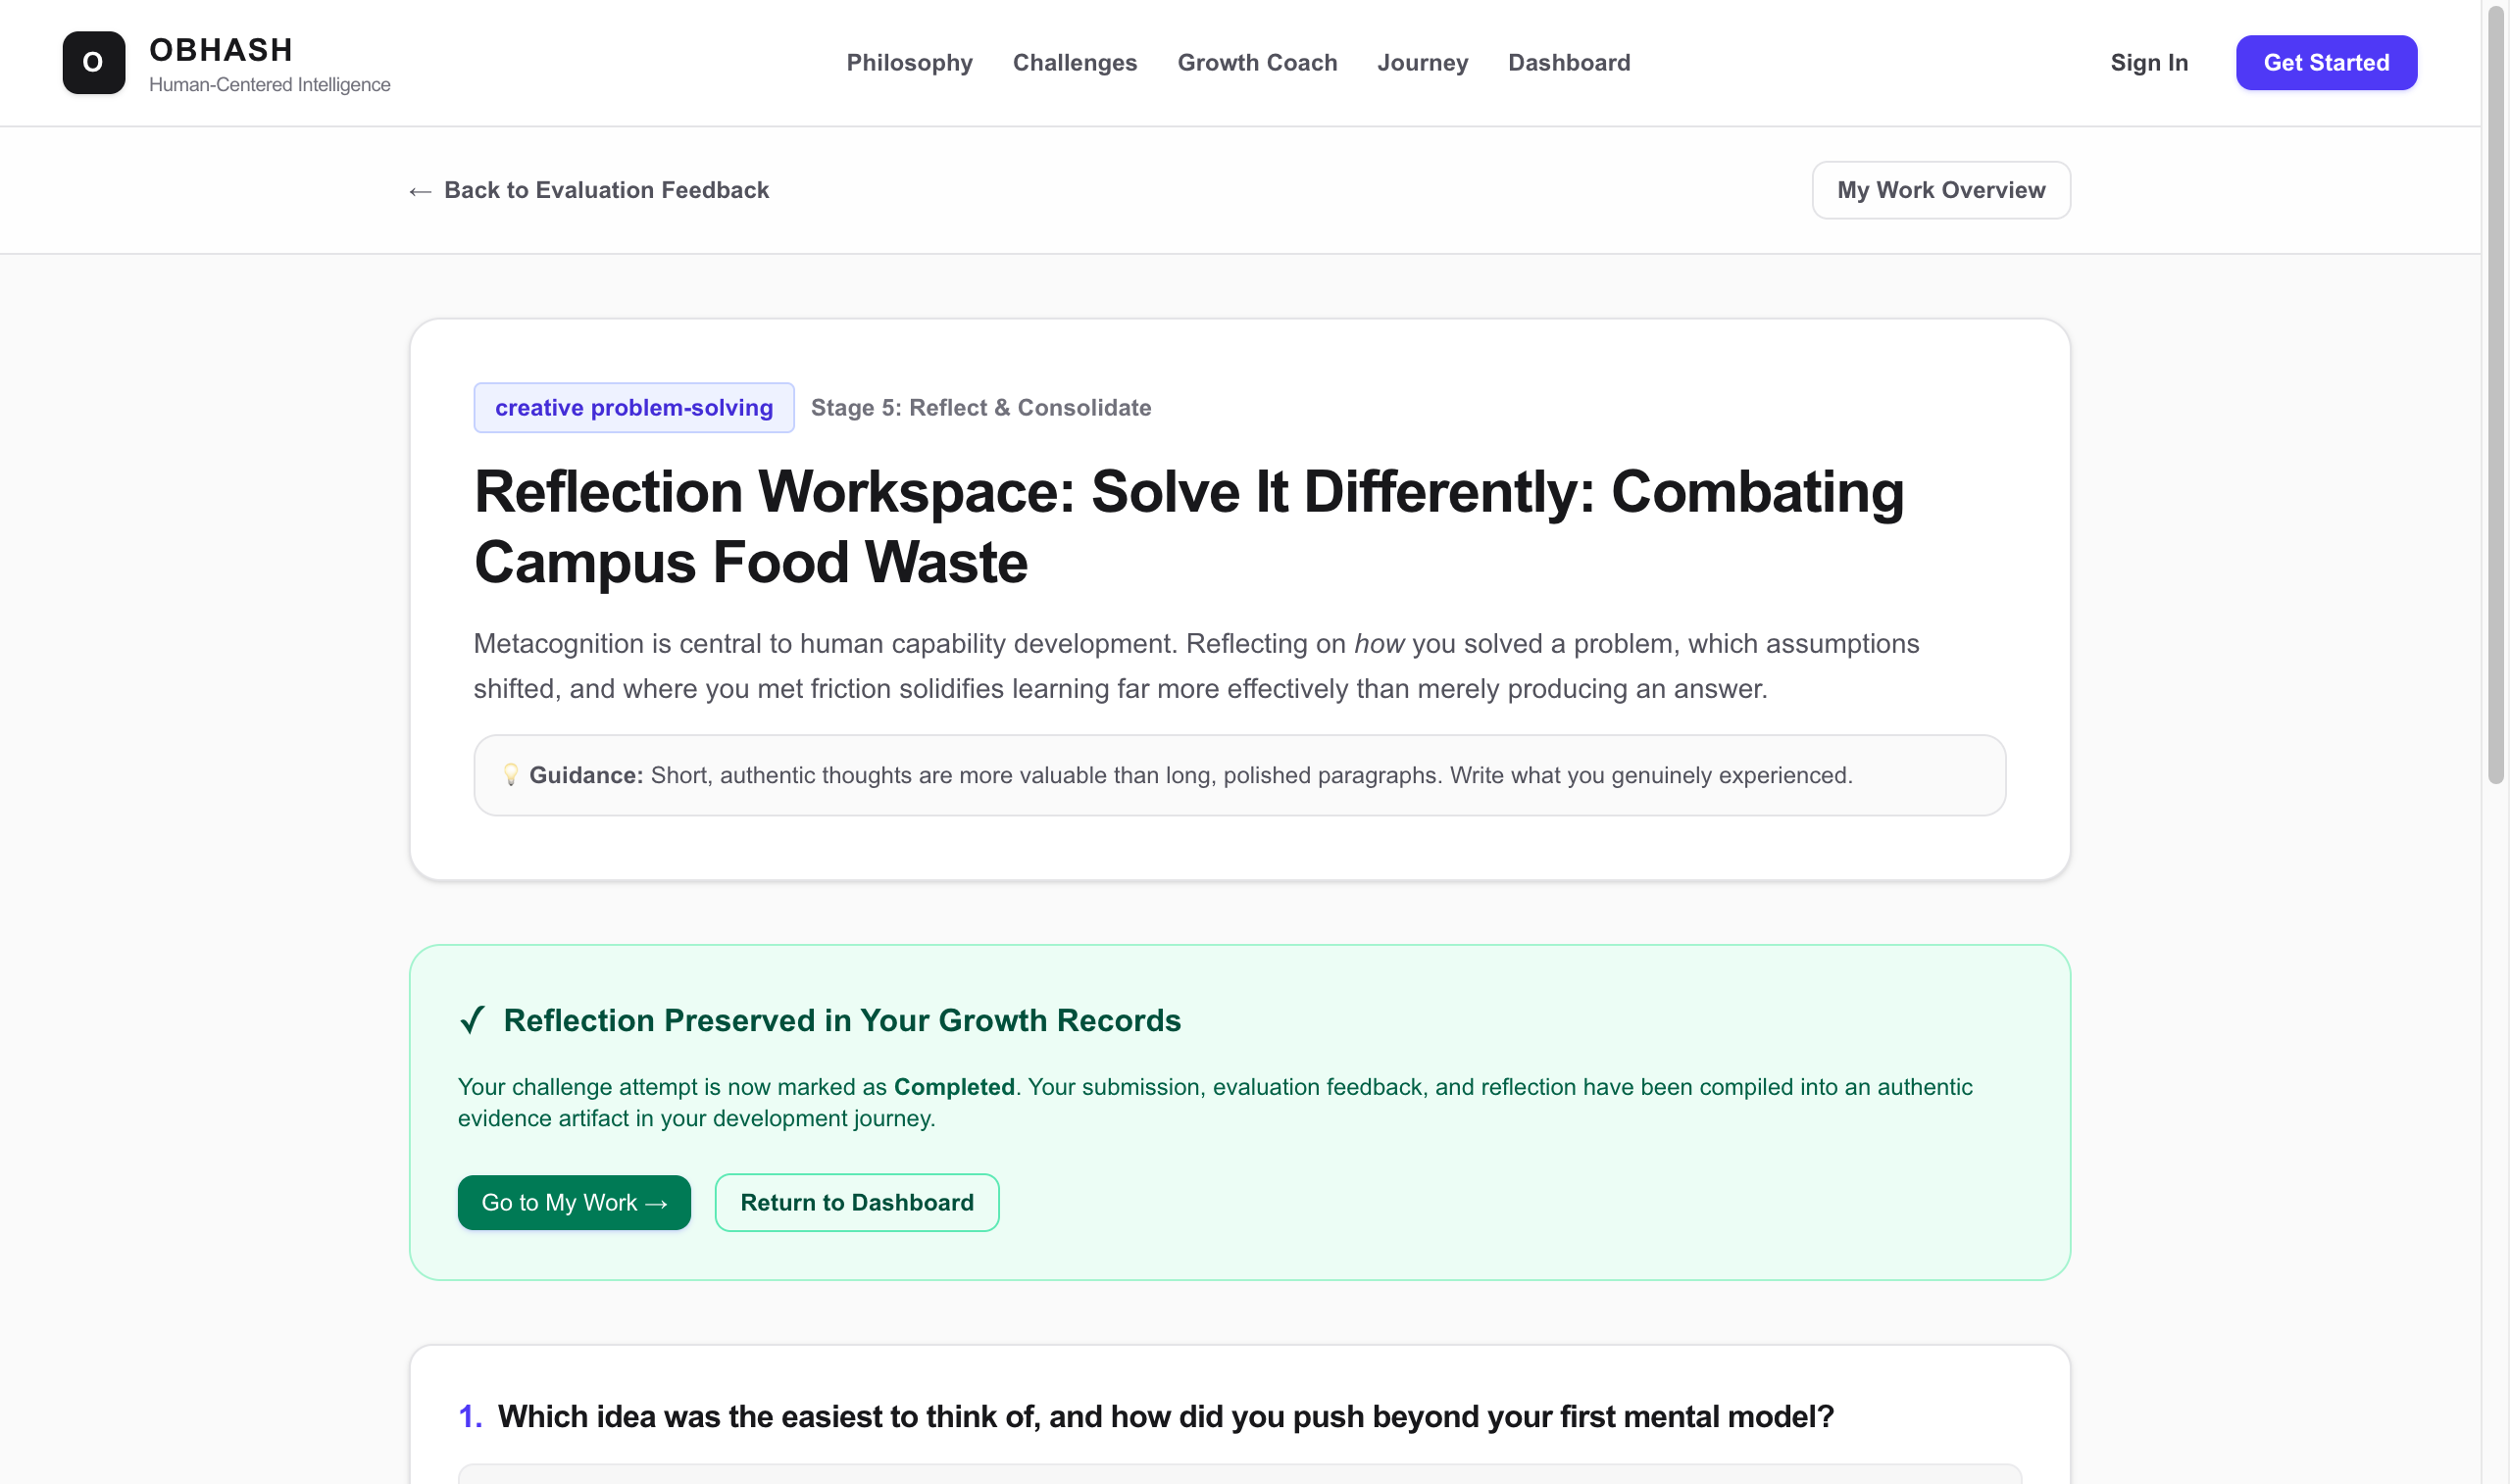 O
OBHASH
Human-Centered Intelligence
Philosophy
Challenges
Growth Coach
Journey
Dashboard
Sign In
Get Started
← Back to Evaluation Feedback
My Work Overview
creative problem-solving
Stage 5: Reflect & Consolidate
Reflection Workspace: Solve It Differently: Combating
Campus Food Waste
Metacognition is central to human capability development. Reflecting on how you solved a problem, which assumptions
shifted, and where you met friction solidifies learning far more effectively than merely producing an answer.
💡 Guidance: Short, authentic thoughts are more valuable than long, polished paragraphs. Write what you genuinely experienced.
✓ Reflection Preserved in Your Growth Records
Your challenge attempt is now marked as Completed. Your submission, evaluation feedback, and reflection have been compiled into an authentic
evidence artifact in your development journey.
Go to My Work →
Return to Dashboard
1. Which idea was the easiest to think of, and how did you push beyond your first mental model?